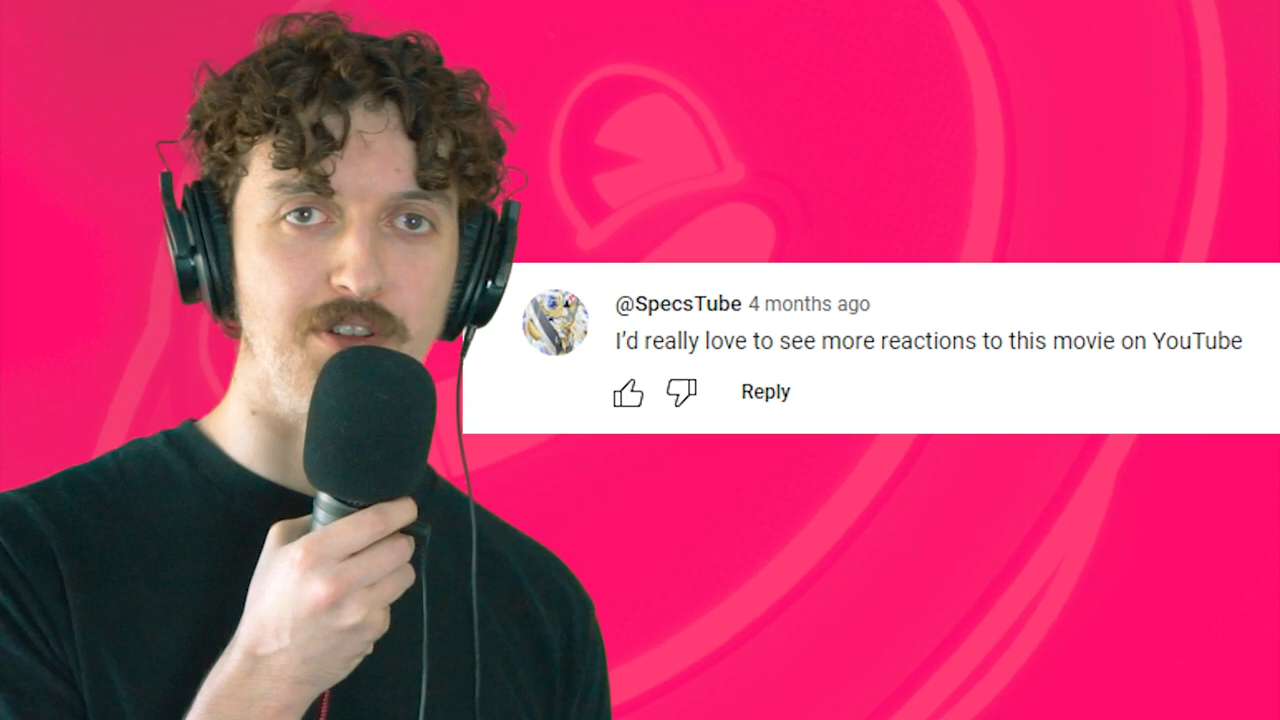 @SpecsTube 4 months ago
I’d really love to see more reactions to this movie on YouTube
Reply